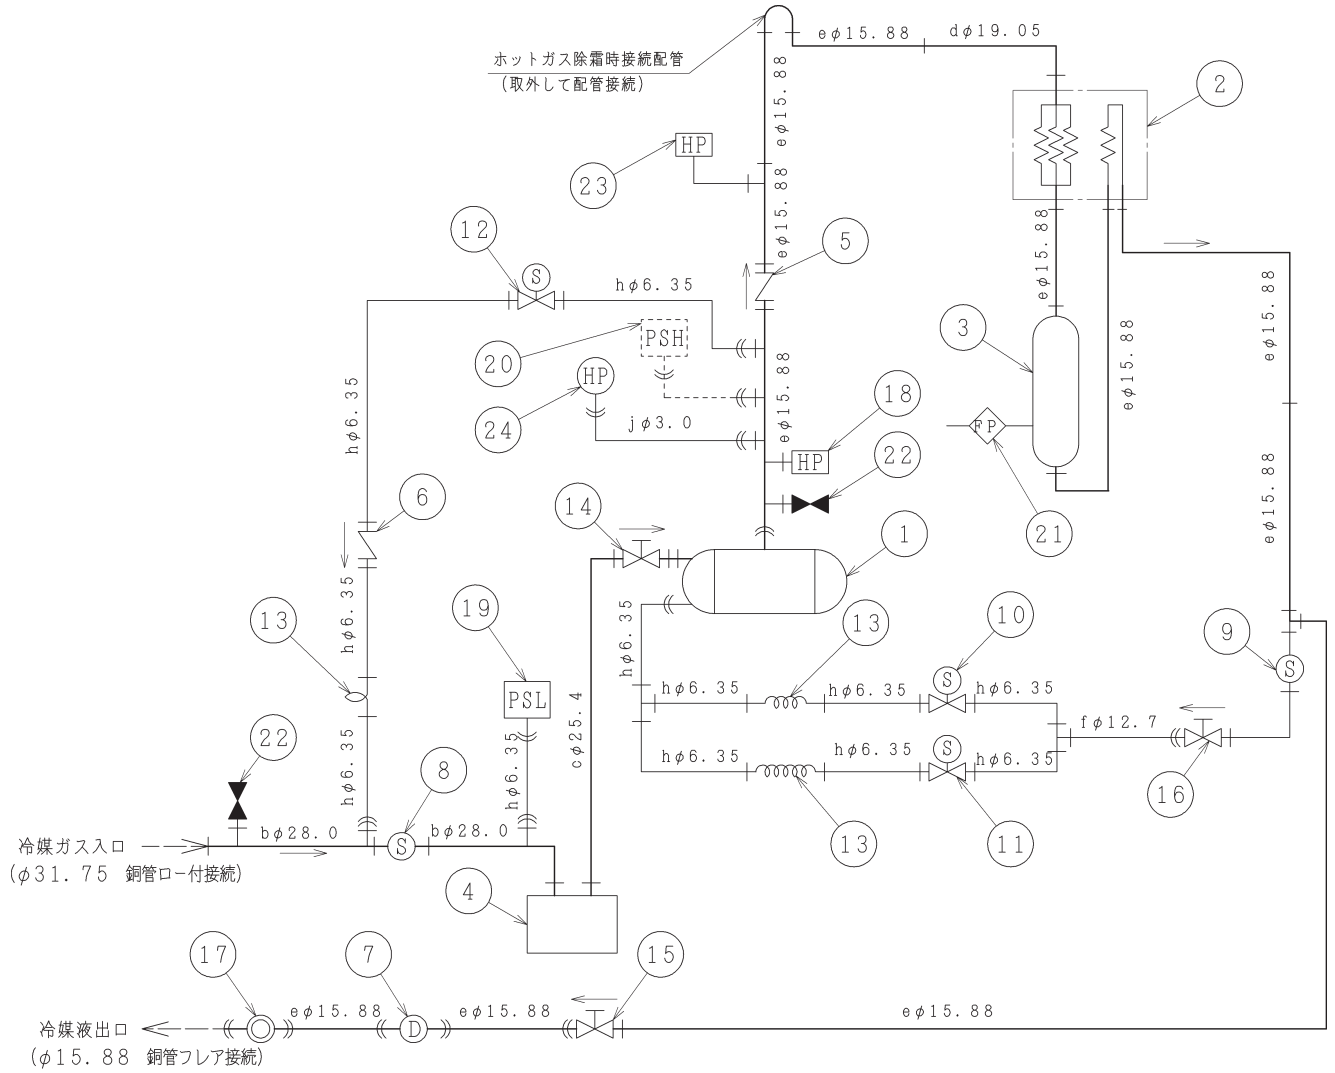 eφ15.88
dφ19.05
ホットガス除霜時接続配管
(取外して配管接続)
2
eφ15.88
HP
23
eφ15.88
12
5
S
hφ6.35
eφ15.88
eφ15.88
20
PSH
3
eφ15.88
24
HP
hφ6.35
jφ3.0
eφ15.88
18
HP
FP
22
21
6
14
1
eφ15.88
19
hφ6.35
13
hφ6.35
13
10
9
S
S
PSL
hφ6.35
hφ6.35
hφ6.35
cφ25.4
fφ12.7
22
8
hφ6.35
hφ6.35
hφ6.35
S
hφ6.35
hφ6.35
16
13
11
冷媒ガス入口
bφ28.0
S
bφ28.0
(φ31.75 銅管ロー付接続)
4
17
7
15
冷媒液出口
eφ15.88
D
eφ15.88
eφ15.88
(φ15.88 銅管フレア接続)